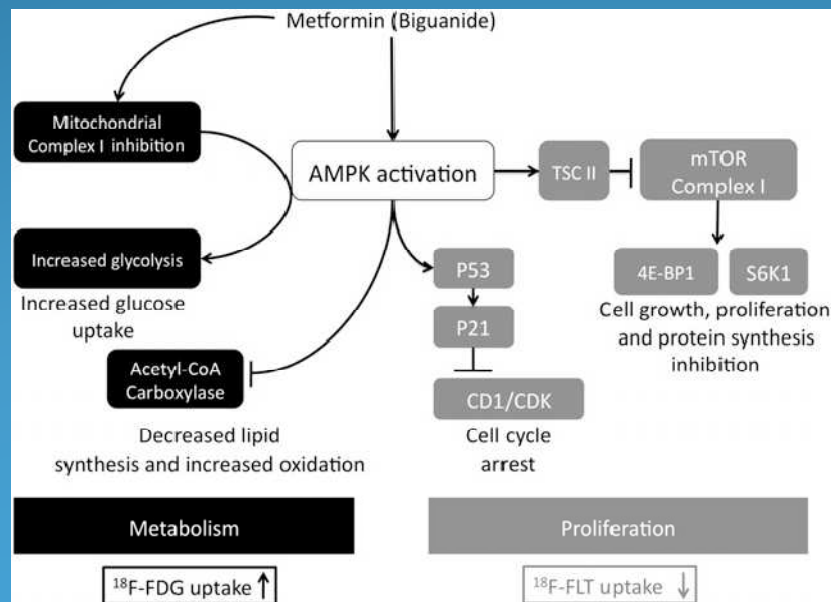 Metformin (Biguanide)
Mitochondrial
Complex I inhibition
AMPK activation
TSC II
mTOR
Complex I
Increased glycolysis
Increased glucose
uptake
P53
P21
4E-BP1
S6K1
Cell growth, proliferation
and protein synthesis
inhibition
Acetyl-CoA
Carboxylase
CD1/CDK
Decreased lipid
synthesis and increased oxidation
Cell cycle
arrest
Metabolism
Proliferation
¹⁸F-FDG uptake ↑
¹⁸F-FLT uptake ↓